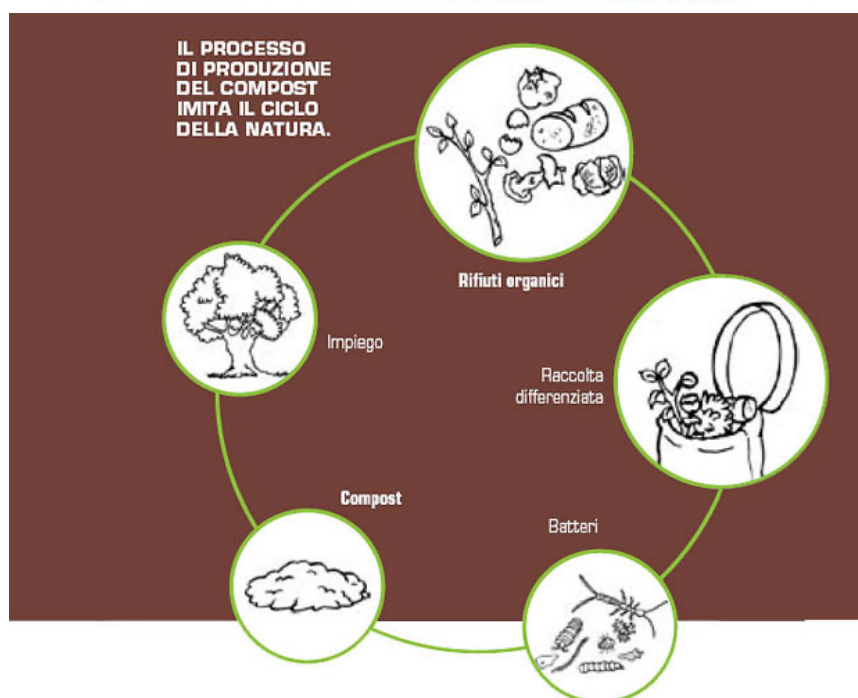 IL PROCESSO
DI PRODUZIONE
DEL COMPOST
IMITA IL CICLO
DELLA NATURA.
Rifiuti organici
Raccolta
differenziata
Batteri
Compost
Impiego